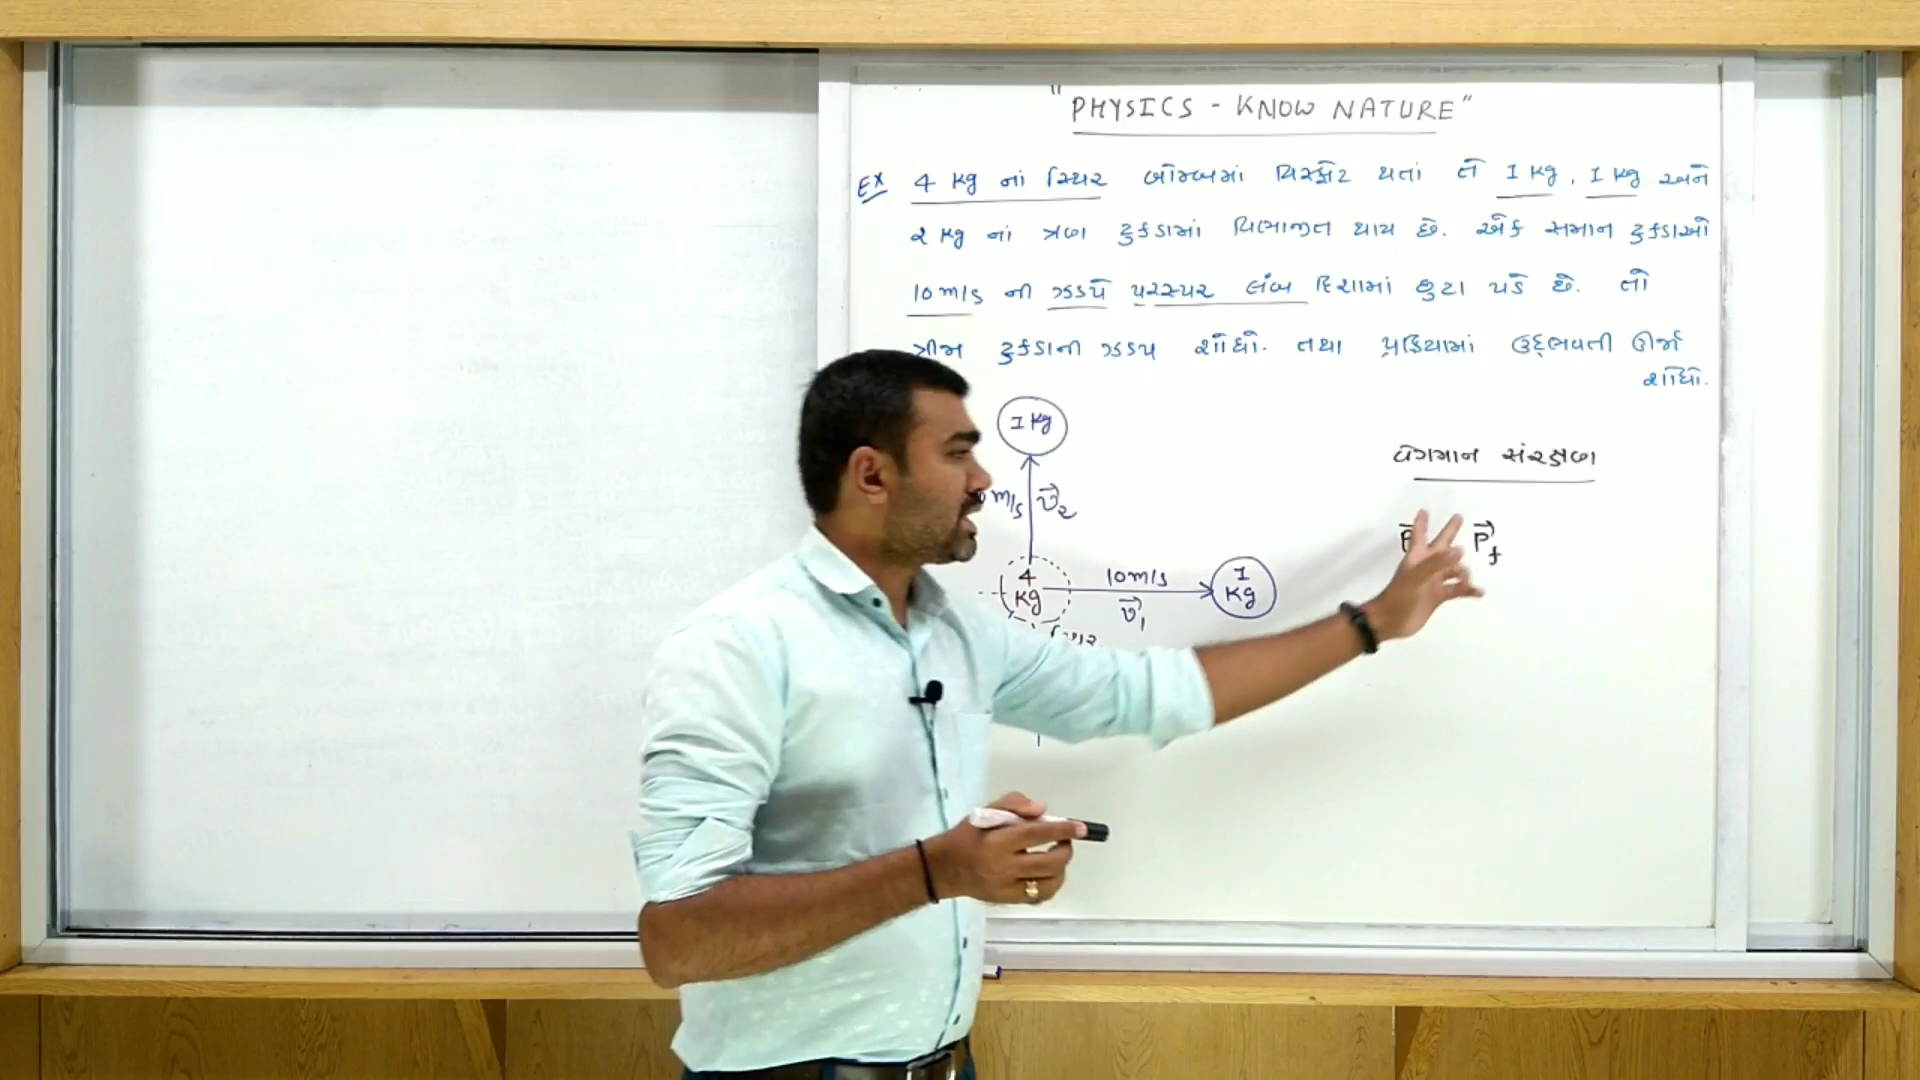 "PHYSICS - KNOW NATURE"
Ex 4 kg નાં સ્થિર બોમ્બમાં વિસ્ફોટ થતાં તે 1 kg, 1 kg અને
2 kg નાં ત્રણ ટુકડામાં વિભાજીત થાય છે. એક સમાન ટુકડાઓ
10 m/s ની ઝડપે પરસ્પર લંબ દિશામાં છુટા પડે છે. તો
ત્રીજા ટુકડાની ઝડપ શોધો. તથા પ્રક્રિયામાં ઉદ્દભવતી ઊર્જા
શોધો.
1 kg
વેગમાન સંરક્ષણ
m/s v⃗₂
P⃗f
4 kg
10 m/s
v⃗₁
1 kg